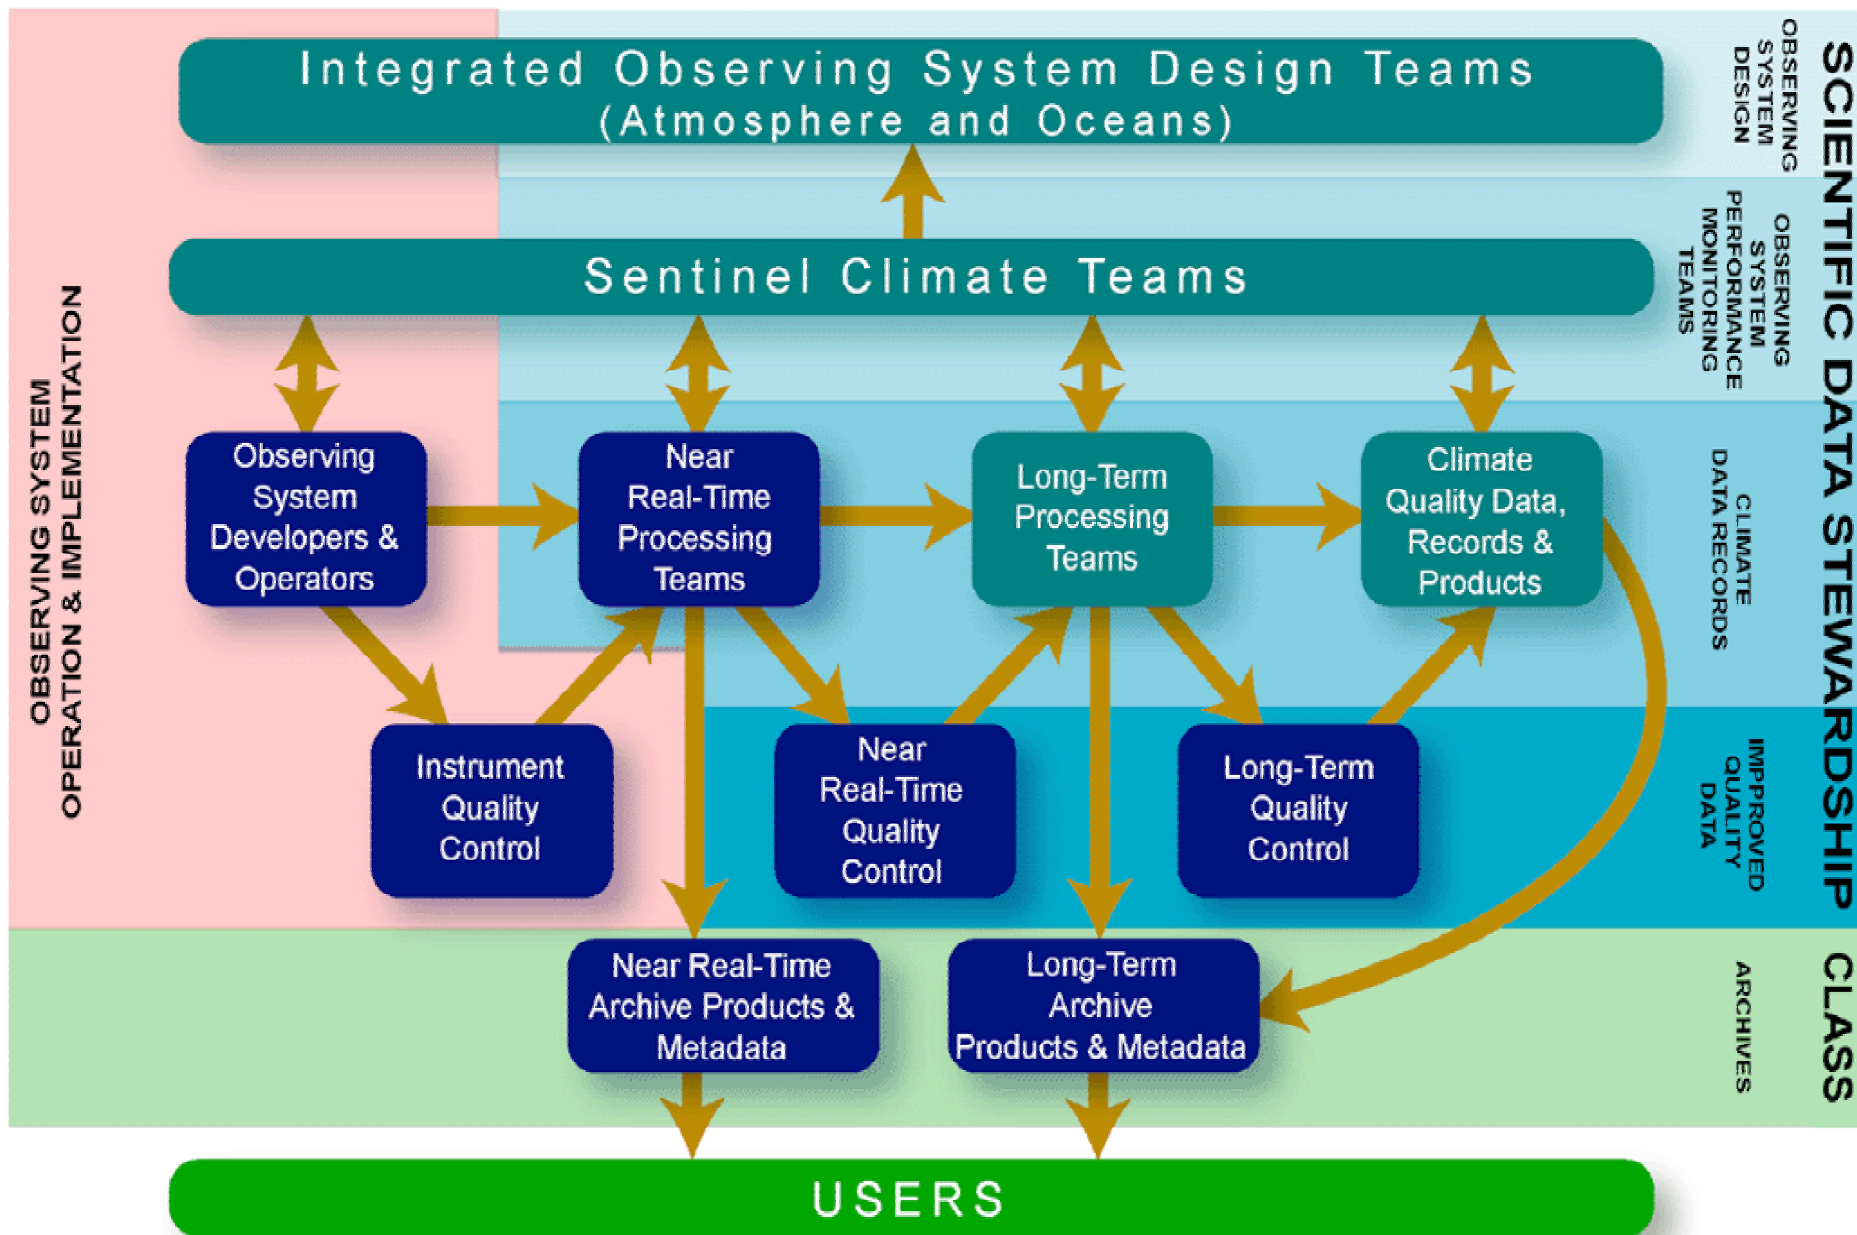 Integrated Observing System Design Teams
(Atmosphere and Oceans)
OBSERVING
SYSTEM
DESIGN
Sentinel Climate Teams
OBSERVING
SYSTEM
PERFORMANCE
MONITORING
TEAMS
SCIENTIFIC DATA STEWARDSHIP
OBSERVING SYSTEM
OPERATION & IMPLEMENTATION
Observing
System
Developers &
Operators
Near
Real-Time
Processing
Teams
Long-Term
Processing
Teams
Climate
Quality Data,
Records &
Products
CLIMATE
DATA RECORDS
Instrument
Quality
Control
Near
Real-Time
Quality
Control
Long-Term
Quality
Control
IMPPROVED
QUALITY
DATA
Near Real-Time
Archive Products &
Metadata
Long-Term
Archive
Products & Metadata
ARCHIVES
CLASS
USERS